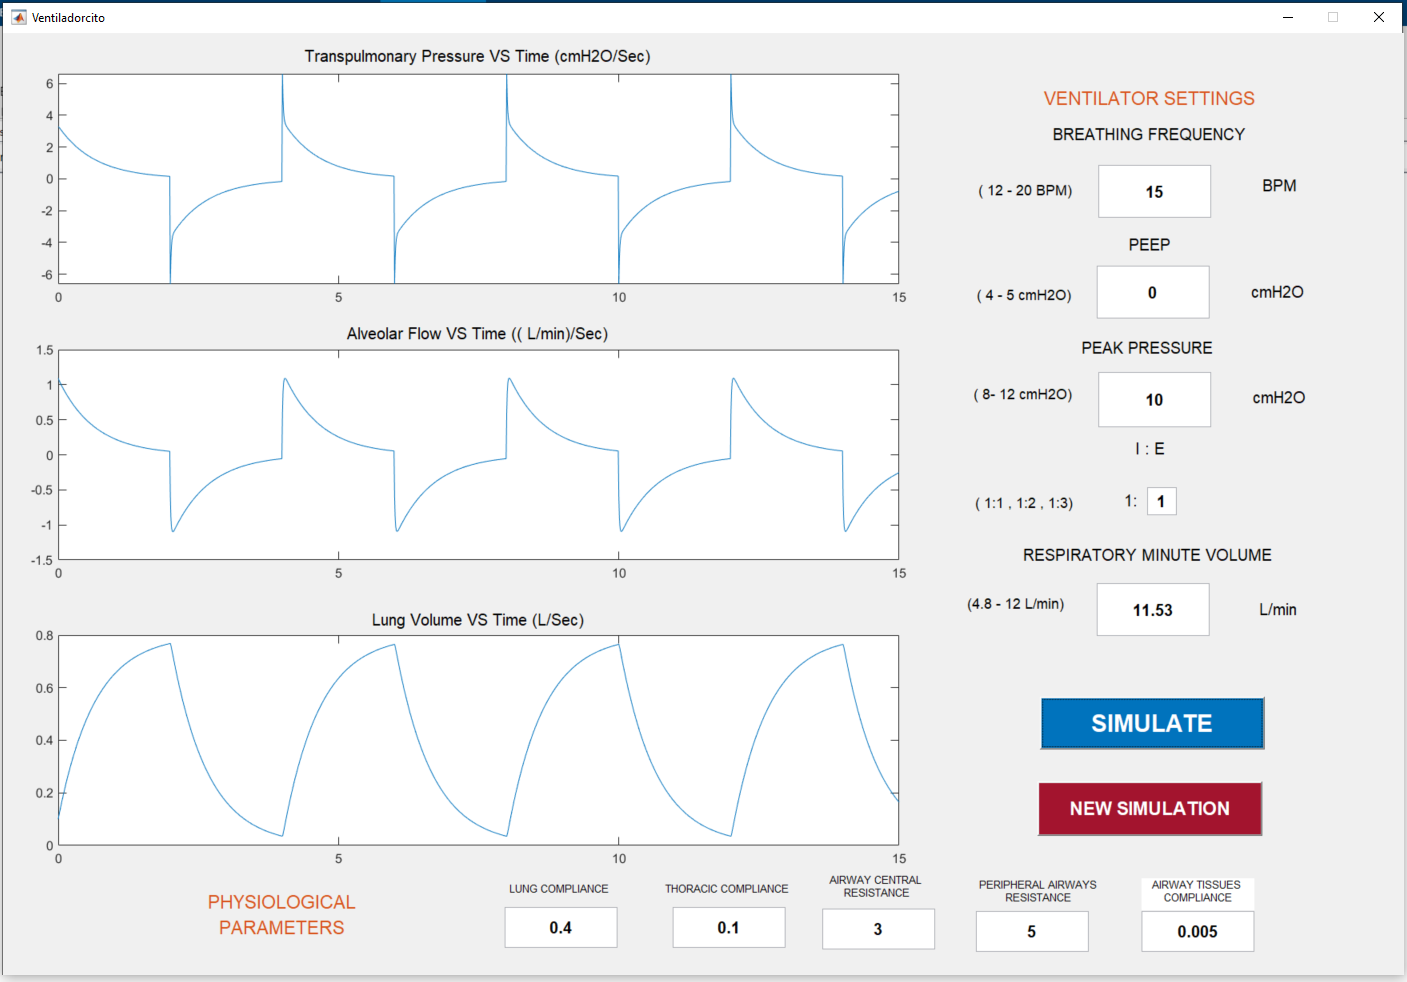 Ventiladorcito
Transpulmonary Pressure VS Time (cmH2O/Sec)
6
4
2
0
-2
-4
-6
0 5 10 15
Alveolar Flow VS Time (( L/min)/Sec)
1.5
1
0.5
0
-0.5
-1
-1.5
0 5 10 15
Lung Volume VS Time (L/Sec)
0.8
0.6
0.4
0.2
0
0 5 10 15
VENTILATOR SETTINGS
BREATHING FREQUENCY
( 12 - 20 BPM) 15 BPM
PEEP
( 4 - 5 cmH2O) 0 cmH2O
PEAK PRESSURE
( 8- 12 cmH2O) 10 cmH2O
I : E
( 1:1 , 1:2 , 1:3) 1: 1
RESPIRATORY MINUTE VOLUME
(4.8 - 12 L/min) 11.53 L/min
SIMULATE
NEW SIMULATION
PHYSIOLOGICAL
PARAMETERS
LUNG COMPLIANCE
0.4
THORACIC COMPLIANCE
0.1
AIRWAY CENTRAL
RESISTANCE
3
PERIPHERAL AIRWAYS
RESISTANCE
5
AIRWAY TISSUES
COMPLIANCE
0.005